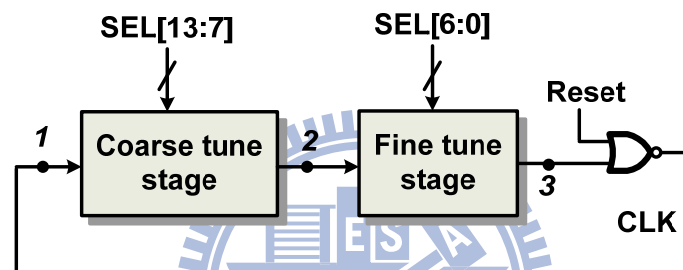 SEL[13:7]
SEL[6:0]
Reset
1
Coarse tune
stage
2
Fine tune
stage
3
CLK
E S A